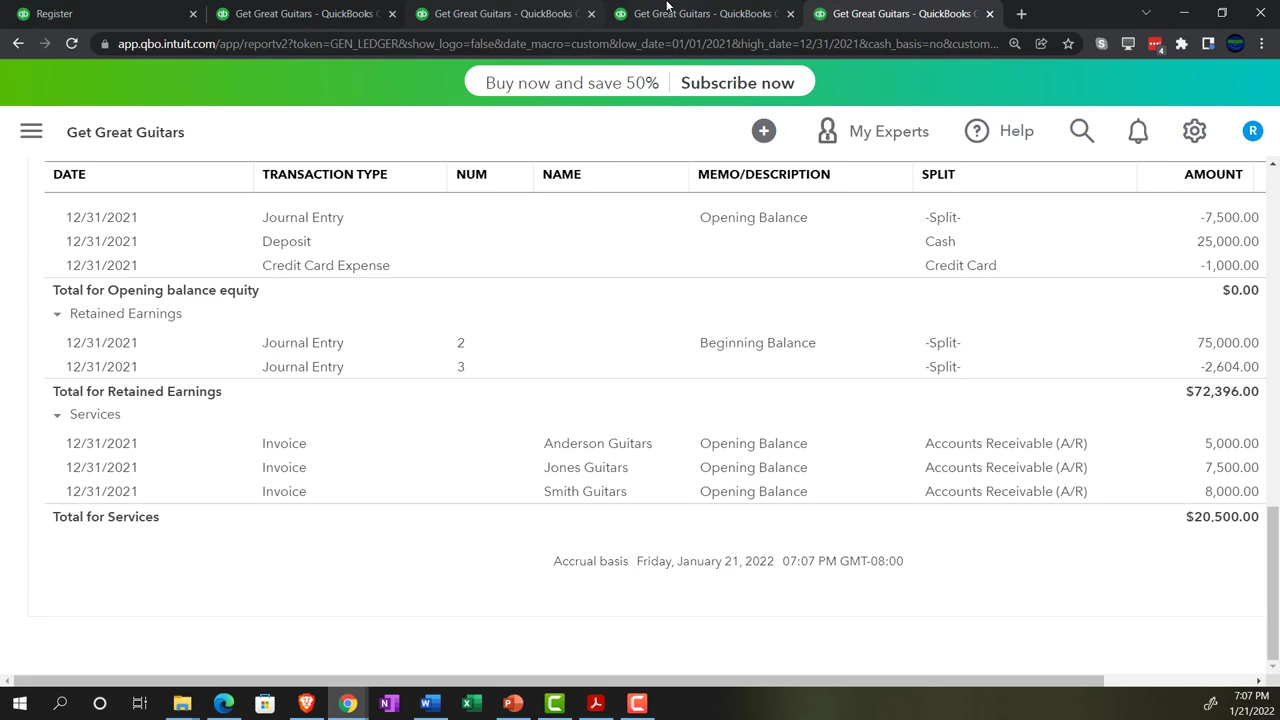 Register
Get Great Guitars - QuickBooks C
Get Great Guitars - QuickBooks C
Get Great Guitars - QuickBooks C
Get Great Guitars - QuickBooks C
app.qbo.intuit.com/app/reportv2?token=GEN_LEDGER&show_logo=false&date_macro=custom&low_date=01/01/2021&high_date=12/31/2021&cash_basis=no&custom...
4
Buy now and save 50% Subscribe now
Get Great Guitars My Experts Help R
DATE TRANSACTION TYPE NUM NAME MEMO/DESCRIPTION SPLIT AMOUNT
12/31/2021 Journal Entry Opening Balance -Split- -7,500.00
12/31/2021 Deposit Cash 25,000.00
12/31/2021 Credit Card Expense Credit Card -1,000.00
Total for Opening balance equity $0.00
Retained Earnings
12/31/2021 Journal Entry 2 Beginning Balance -Split- 75,000.00
12/31/2021 Journal Entry 3 -Split- -2,604.00
Total for Retained Earnings $72,396.00
Services
12/31/2021 Invoice Anderson Guitars Opening Balance Accounts Receivable (A/R) 5,000.00
12/31/2021 Invoice Jones Guitars Opening Balance Accounts Receivable (A/R) 7,500.00
12/31/2021 Invoice Smith Guitars Opening Balance Accounts Receivable (A/R) 8,000.00
Total for Services $20,500.00
Accrual basis Friday, January 21, 2022 07:07 PM GMT-08:00
7:07 PM
1/21/2022